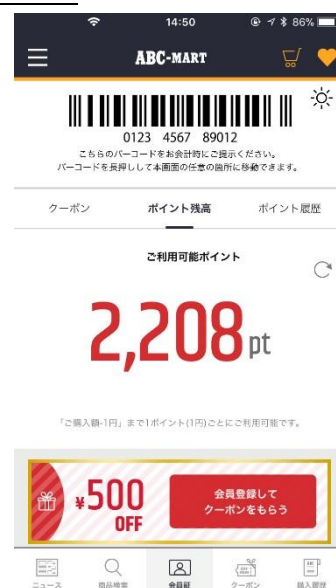 14:50
86%
ABC-MART
0123 4567 89012
こちらのバーコードをお会計時にご提示ください。
バーコードを長押しして本画面の任意の箇所に移動できます。
クーポン
ポイント残高
ポイント履歴
ご利用可能ポイント
2,208pt
「ご購入額-1円」まで1ポイント(1円)ごとにご利用可能です。
¥500
OFF
会員登録して
クーポンをもらう
ニュース
商品検索
会員証
クーポン
購入履歴